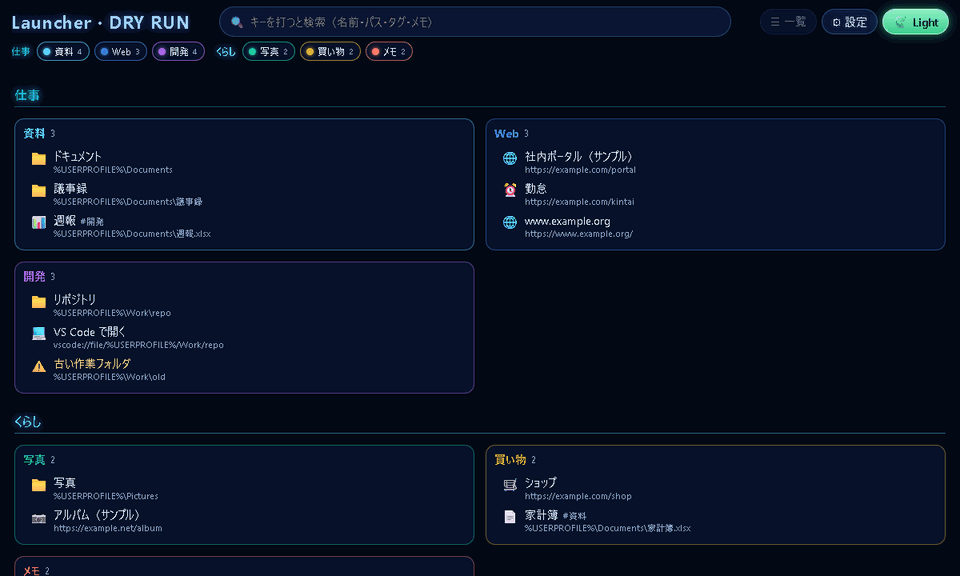 Launcher · DRY RUN
キーを打つと検索（名前・パス・タグ・メモ）
☰ 一覧
⚙ 設定
Light
仕事 資料 4 Web 3 開発 4 くらし 写真 2 買い物 2 メモ 2
仕事
資料 3
ドキュメント
%USERPROFILE%\Documents
議事録
%USERPROFILE%\Documents\議事録
週報 #開発
%USERPROFILE%\Documents\週報.xlsx
Web 3
社内ポータル（サンプル）
https://example.com/portal
勤怠
https://example.com/kintai
www.example.org
https://www.example.org/
開発 3
リポジトリ
%USERPROFILE%\Work\repo
VS Code で開く
vscode://file/%USERPROFILE%/Work/repo
古い作業フォルダ
%USERPROFILE%\Work\old
くらし
写真 2
写真
%USERPROFILE%\Pictures
アルバム（サンプル）
https://example.net/album
買い物 2
ショップ
https://example.com/shop
家計簿 #資料
%USERPROFILE%\Documents\家計簿.xlsx
メモ 2